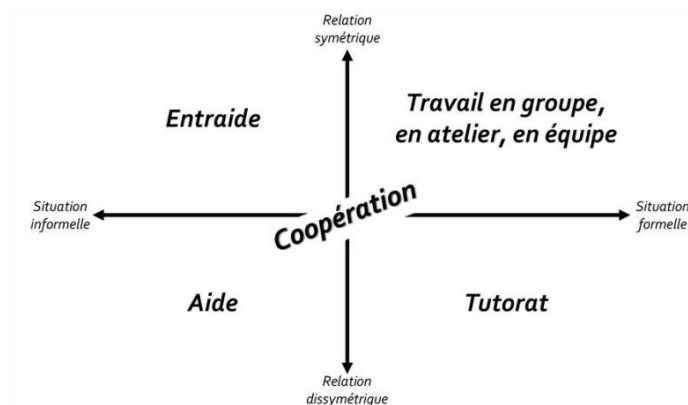 Relation
symétrique
Entraide
Travail en groupe,
en atelier, en équipe
Situation
informelle
Coopération
Situation
formelle
Aide
Tutorat
Relation
dissymétrique